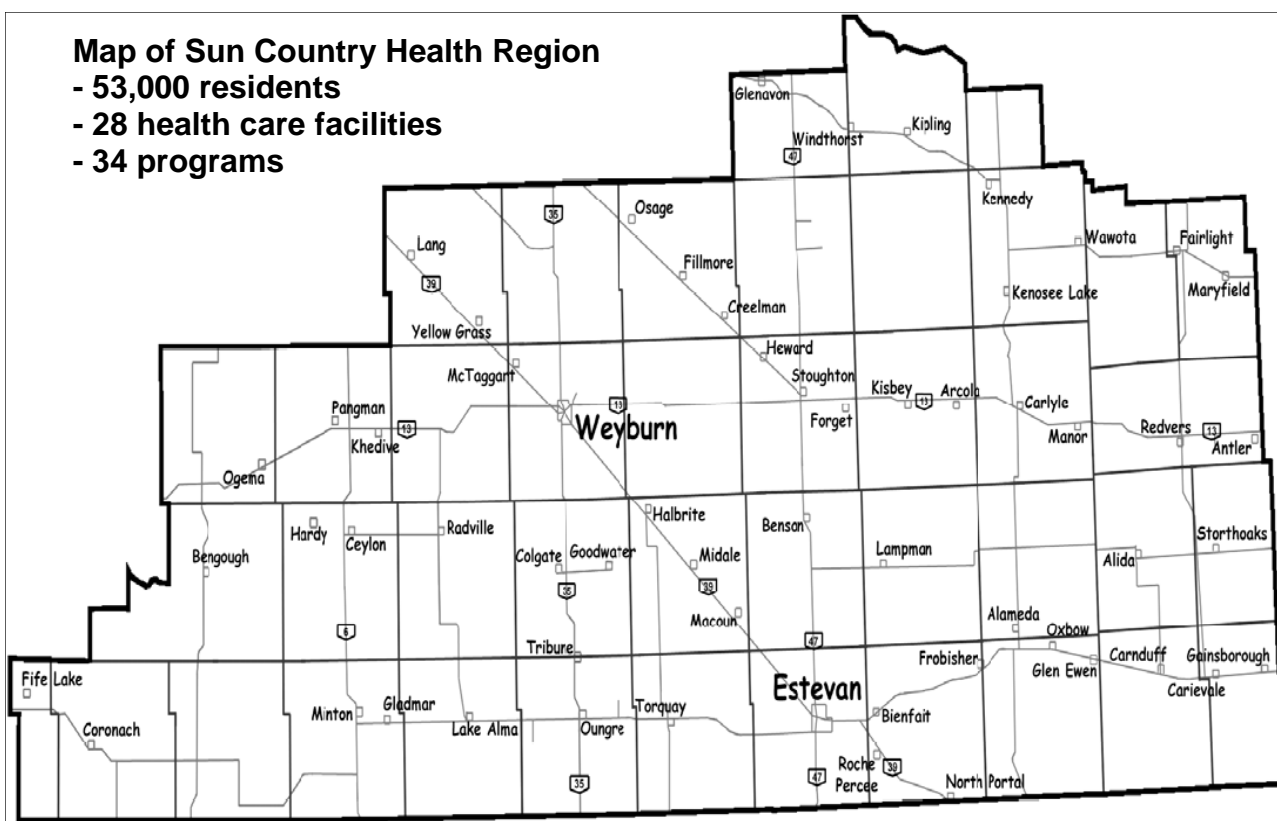 Map of Sun Country Health Region
- 53,000 residents
- 28 health care facilities
- 34 programs
Glenavon
Windthorst
Kipling
47
Kennedy
35
Osage
Lang
39
Fillmore
Wawota
Fairlight
Maryfield
Kenosee Lake
Creelman
Yellow Grass
McTaggart
Heward
Stoughton
Pangman
Khedive
13
Ogema
Weyburn
13
Forget
Kisbey
13
Arcola
Carlyle
Manor
Redvers
13
Antler
Hardy
Ceylon
Radville
Bengough
Halbrite
Benson
Colgate
Goodwater
Midale
Lampman
Storthoaks
Alida
35
39
Macoun
6
47
Alameda
Oxbow
Tribure
Frobisher
Glen Ewen
Carnduff
Gainsborough
Carievale
Fife Lake
Coronach
Minton
Gladmar
Lake Alma
Oungre
Torquay
Estevan
Bienfait
Roche
Percee
39
35
47
North Portal